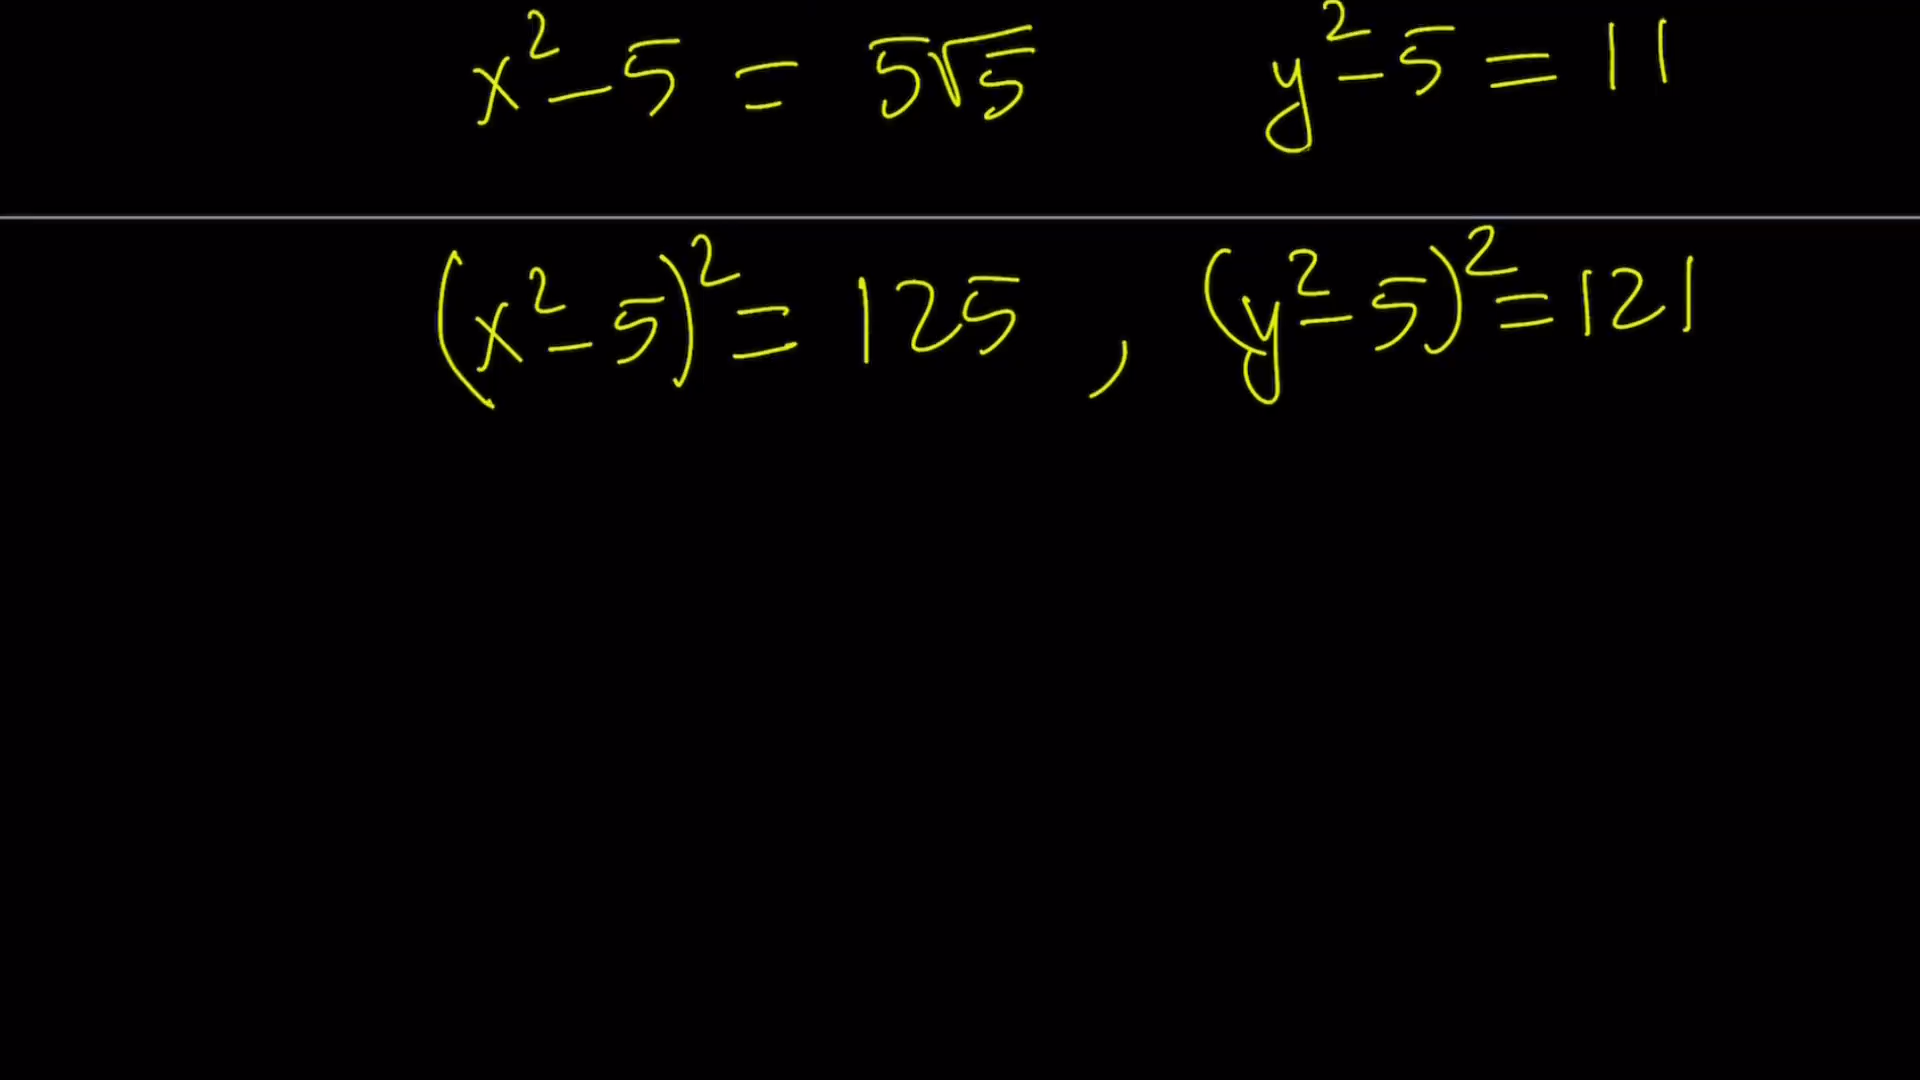 x² - 5 = 5√5 y² - 5 = 11
(x² - 5)² = 125 , (y² - 5)² = 121